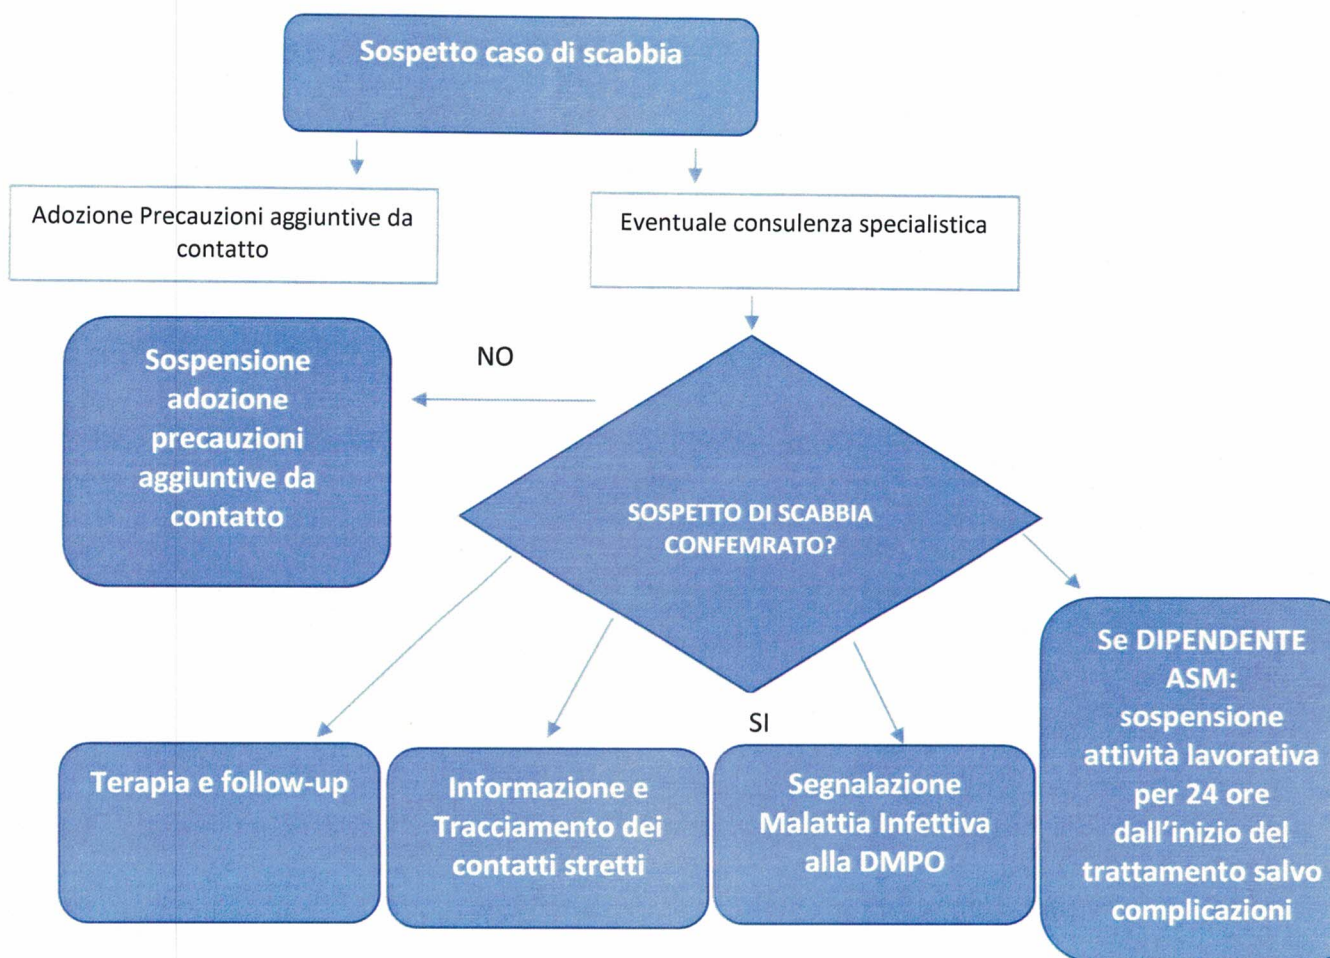 Sospetto caso di scabbia
Adozione Precauzioni aggiuntive da
contatto
Eventuale consulenza specialistica
Sospensione
adozione
precauzioni
aggiuntive da
contatto
NO
SOSPETTO DI SCABBIA
CONFEMRATO?
SI
Terapia e follow-up
Informazione e
Tracciamento dei
contatti stretti
Segnalazione
Malattia Infettiva
alla DMPO
Se DIPENDENTE
ASM:
sospensione
attività lavorativa
per 24 ore
dall'inizio del
trattamento salvo
complicazioni